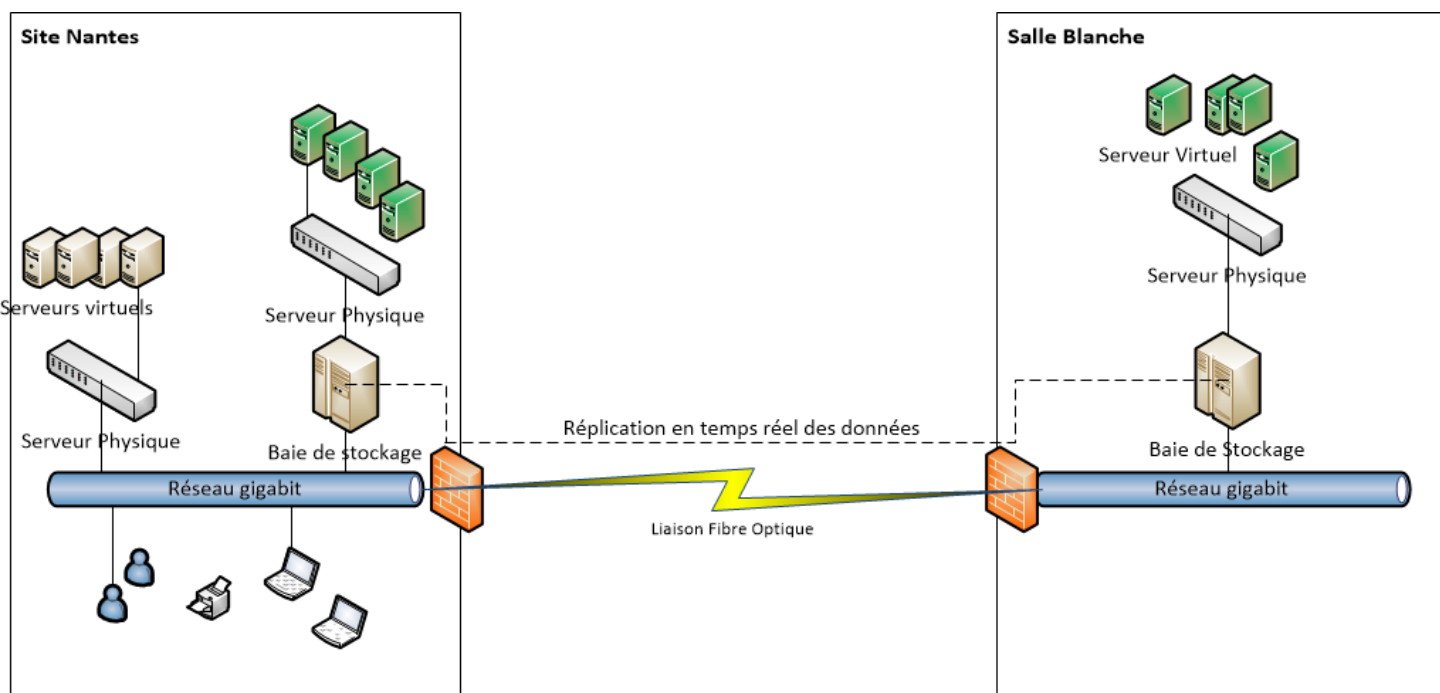 Site Nantes
Salle Blanche
Serveur Virtuel
Serveurs virtuels
Serveur Physique
Serveur Physique
Serveur Physique
Réplication en temps réel des données
Baie de stockage
Baie de Stockage
Réseau gigabit
Réseau gigabit
Liaison Fibre Optique